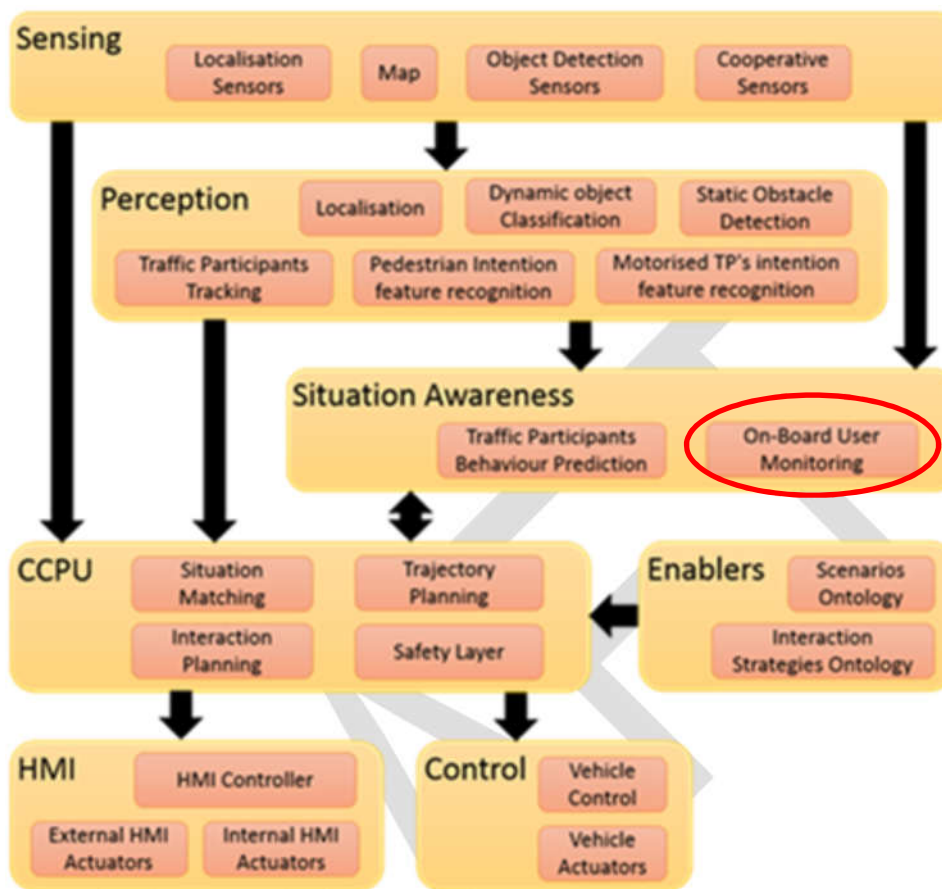 Sensing
Localisation
Sensors
Map
Object Detection
Sensors
Cooperative
Sensors
Perception
Localisation
Dynamic object
Classification
Static Obstacle
Detection
Traffic Participants
Tracking
Pedestrian Intention
feature recognition
Motorised TP's intention
feature recognition
Situation Awareness
Traffic Participants
Behaviour Prediction
On-Board User
Monitoring
CCPU
Situation
Matching
Trajectory
Planning
Interaction
Planning
Safety Layer
Enablers
Scenarios
Ontology
Interaction
Strategies Ontology
HMI
HMI Controller
External HMI
Actuators
Internal HMI
Actuators
Control
Vehicle
Control
Vehicle
Actuators